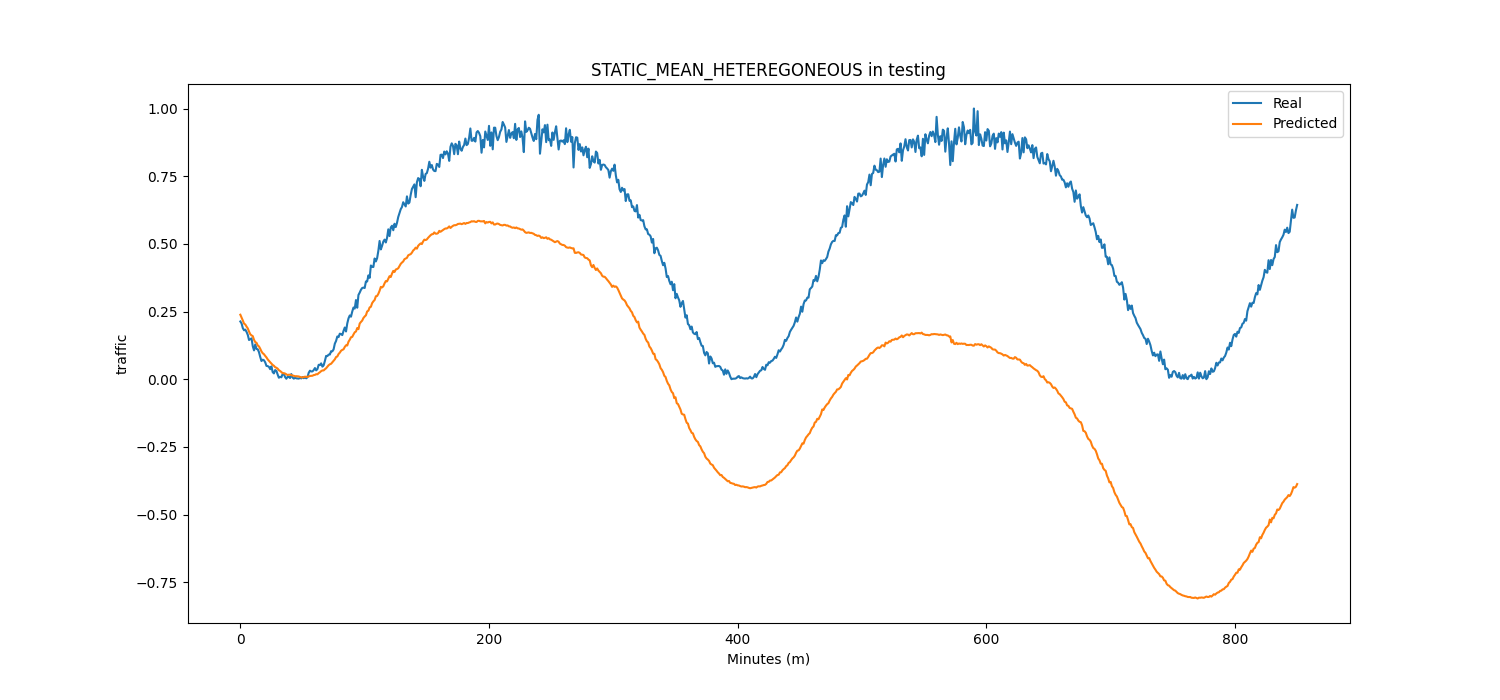 STATIC_MEAN_HETEREGONEOUS in testing
Real
Predicted
traffic
1.00
0.75
0.50
0.25
0.00
−0.25
−0.50
−0.75
0 200 400 600 800
Minutes (m)